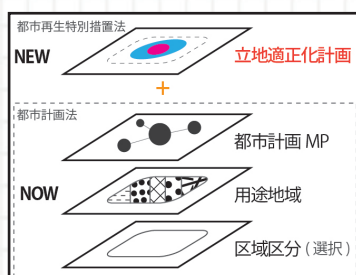 都市再生特別措置法
NEW
立地適正化計画
+
都市計画法
都市計画 MP
NOW
用途地域
区域区分 ( 選択 )